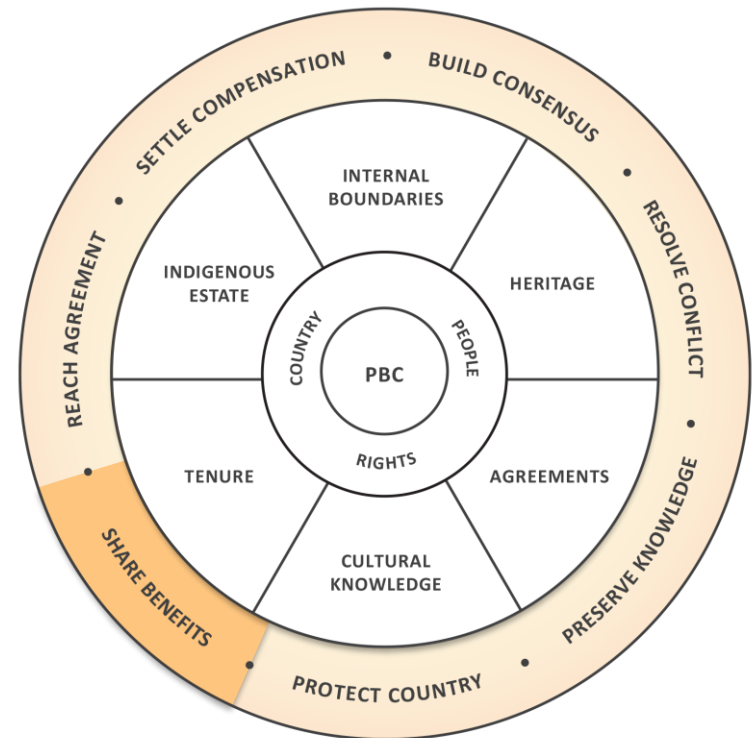 SETTLE COMPENSATION
BUILD CONSENSUS
RESOLVE CONFLICT
PRESERVE KNOWLEDGE
PROTECT COUNTRY
SHARE BENEFITS
REACH AGREEMENT
INTERNAL
BOUNDARIES
HERITAGE
AGREEMENTS
CULTURAL
KNOWLEDGE
TENURE
INDIGENOUS
ESTATE
COUNTRY
PEOPLE
RIGHTS
PBC